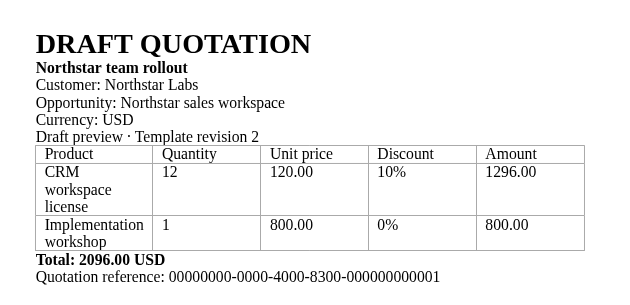 DRAFT QUOTATION
Northstar team rollout
Customer: Northstar Labs
Opportunity: Northstar sales workspace
Currency: USD
Draft preview · Template revision 2
Product Quantity Unit price Discount Amount
CRM workspace license 12 120.00 10% 1296.00
Implementation workshop 1 800.00 0% 800.00
Total: 2096.00 USD
Quotation reference: 00000000-0000-4000-8300-000000000001